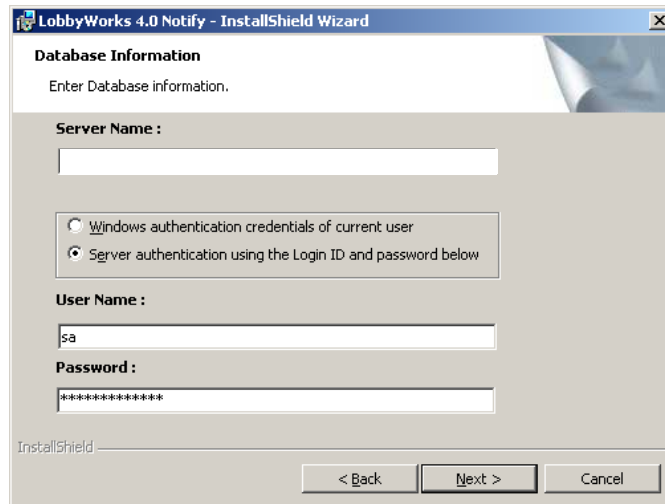 LobbyWorks 4.0 Notify - InstallShield Wizard
Database Information
Enter Database information.
Server Name :
Windows authentication credentials of current user
Server authentication using the Login ID and password below
User Name :
sa
Password :
*************
InstallShield
< Back Next > Cancel